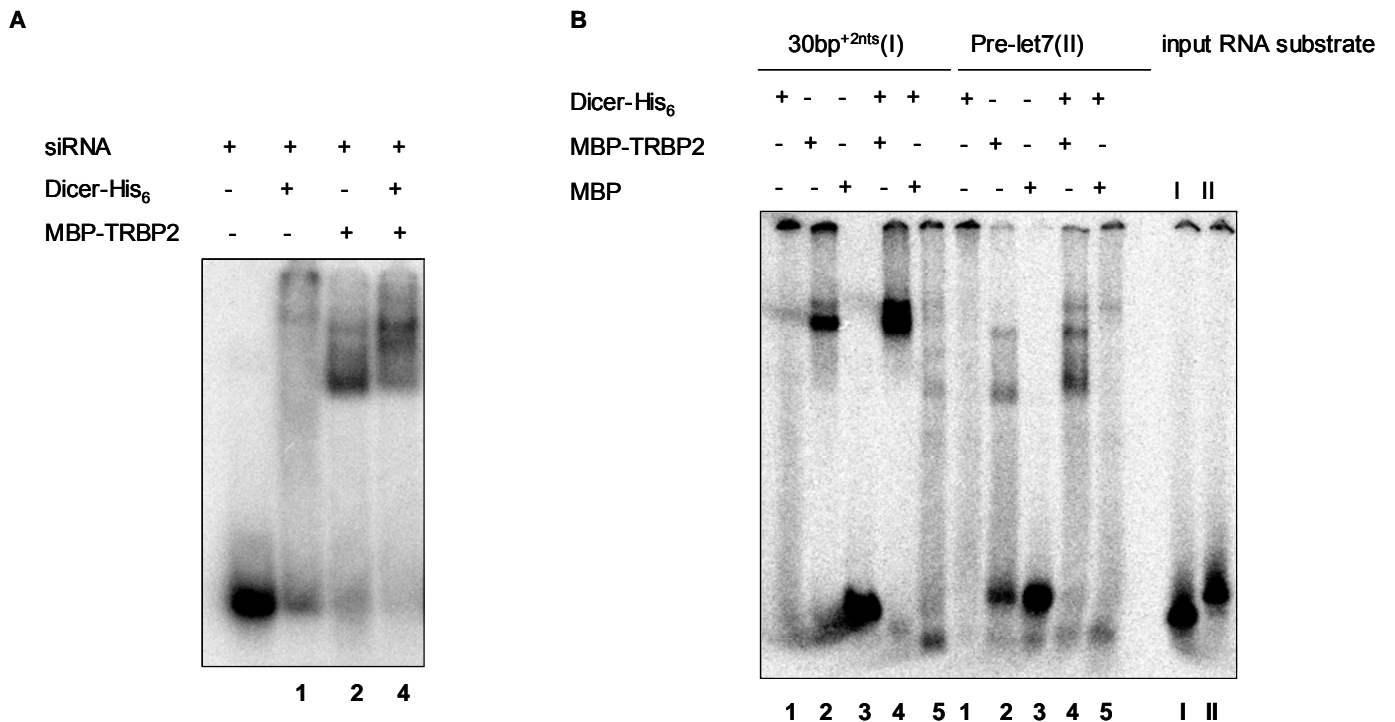 A
siRNA + + + +
Dicer-His6 - + - +
MBP-TRBP2 - - + +
1 2 4
B
30bp+2nts(I) Pre-let7(II) input RNA substrate
Dicer-His6 + - - + + + - - + +
MBP-TRBP2 - + - + - - + - + -
MBP - - + - + - - + - + I II
1 2 3 4 5 1 2 3 4 5 I II